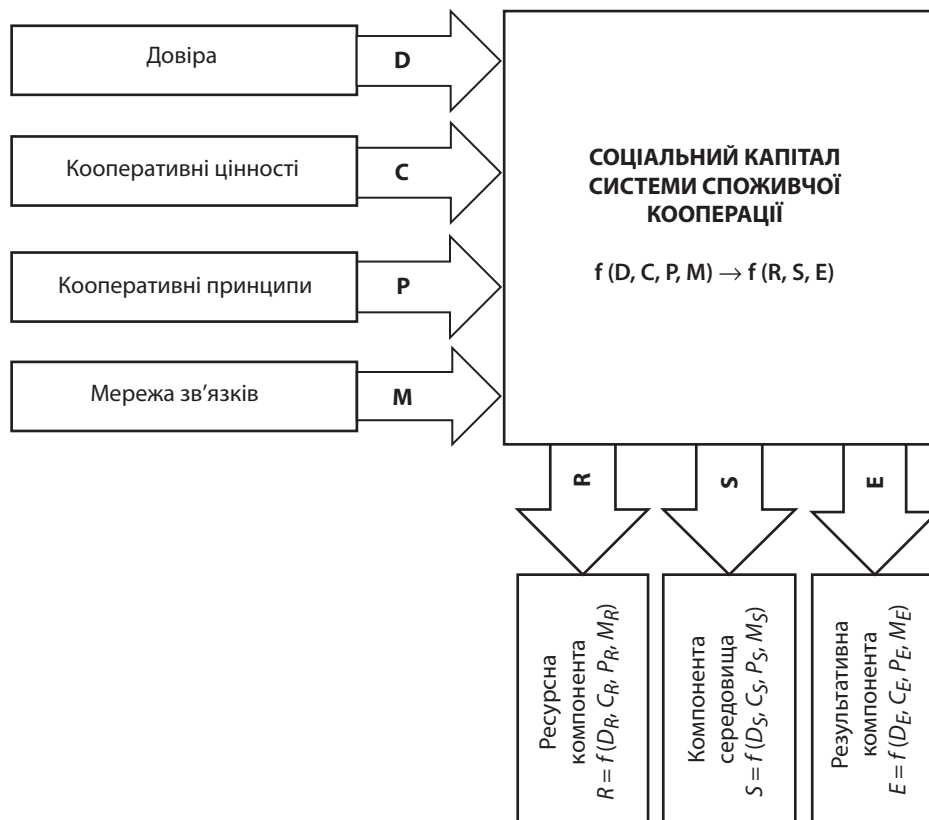 Довіра
D
Кооперативні цінності
C
Кооперативні принципи
P
Мережа зв’язків
M
СОЦІАЛЬНИЙ КАПІТАЛ
СИСТЕМИ СПОЖИВЧОЇ
КООПЕРАЦІЇ
f (D, C, P, M) → f (R, S, E)
R
S
E
Ресурсна
компонента
R = f (D_R, C_R, P_R, M_R)
Компонента
середовища
S = f (D_S, C_S, P_S, M_S)
Результативна
компонента
E = f (D_E, C_E, P_E, M_E)